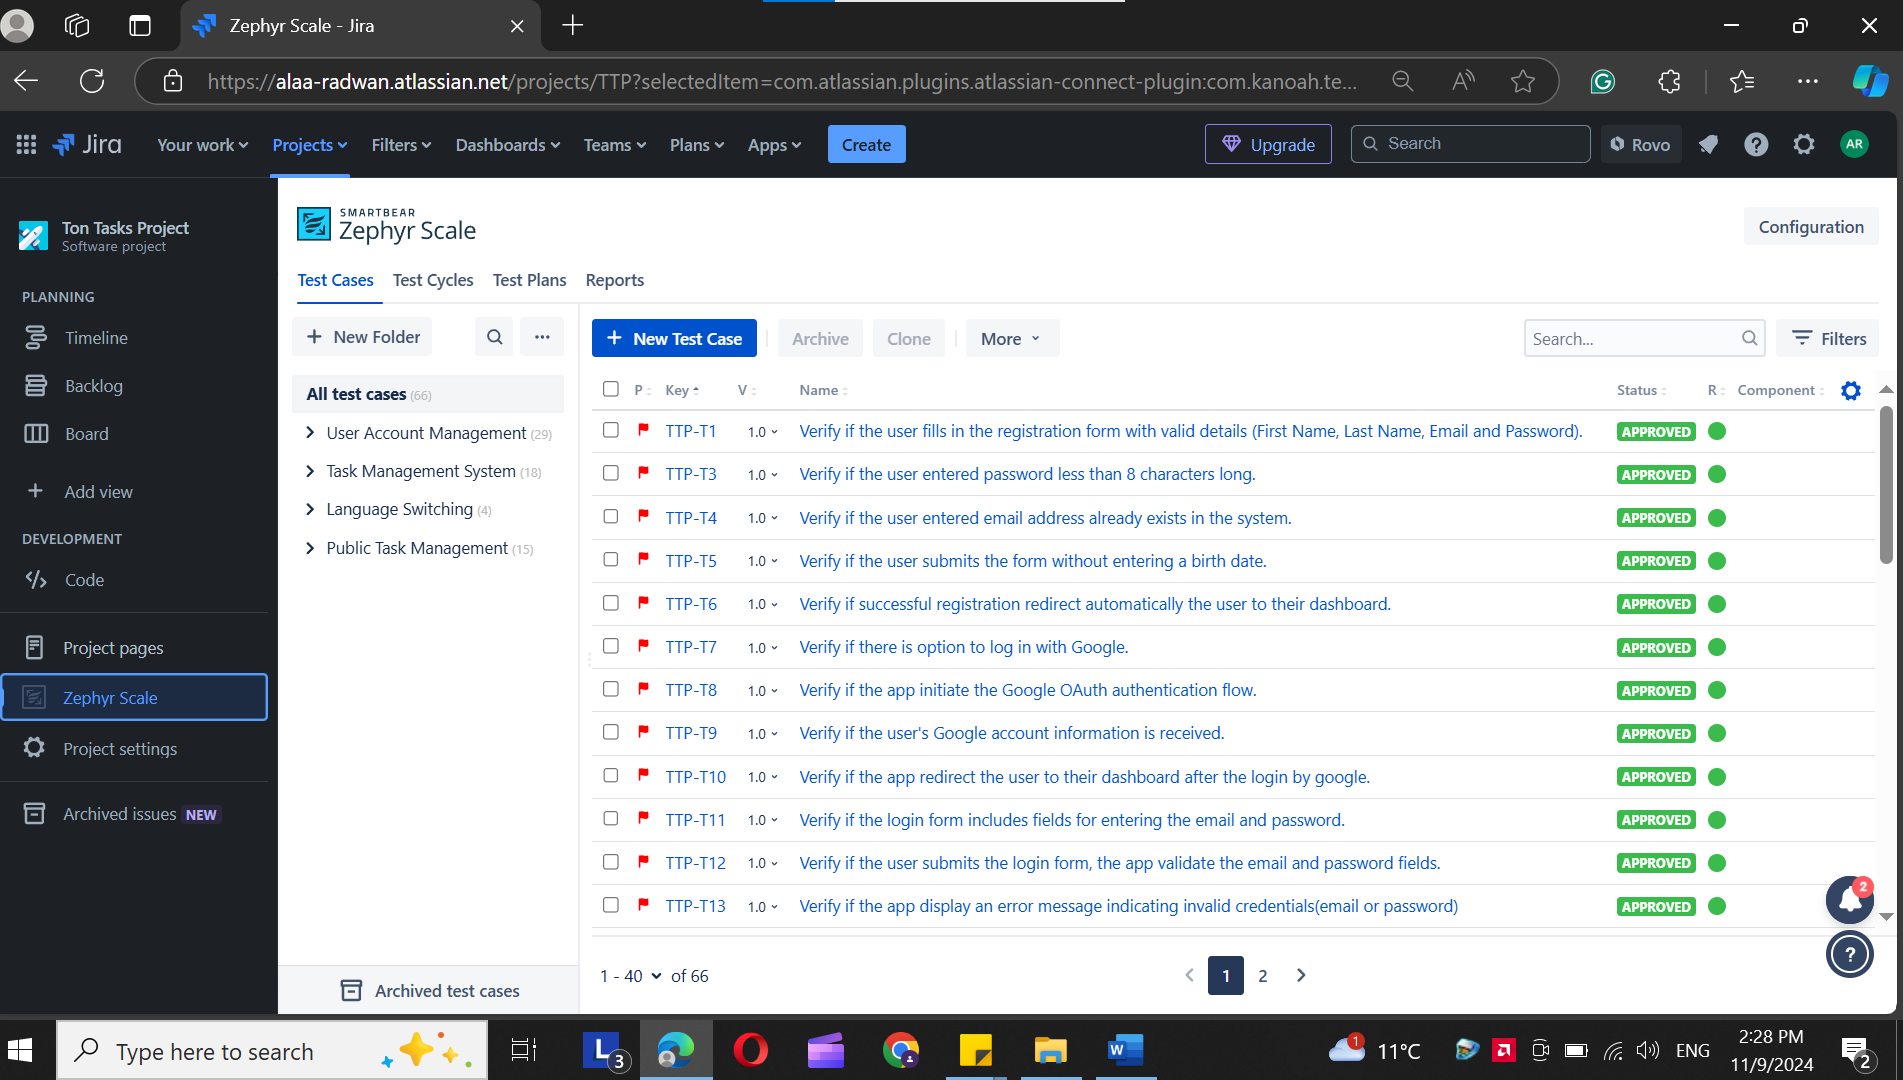 Zephyr Scale - Jira
https://alaa-radwan.atlassian.net/projects/TTP?selectedItem=com.atlassian.plugins.atlassian-connect-plugin:com.kanoah.te...
Jira Your work Projects Filters Dashboards Teams Plans Apps Create Upgrade Search Rovo AR
Ton Tasks Project
Software project
PLANNING
Timeline
Backlog
Board
Add view
DEVELOPMENT
Code
Project pages
Zephyr Scale
Project settings
Archived issues NEW
SMARTBEAR
Zephyr Scale
Configuration
Test Cases Test Cycles Test Plans Reports
+ New Folder ...
All test cases (66)
User Account Management (29)
Task Management System (18)
Language Switching (4)
Public Task Management (15)
Archived test cases
+ New Test Case Archive Clone More Search... Filters
P Key V Name Status R Component
TTP-T1 1.0 Verify if the user fills in the registration form with valid details (First Name, Last Name, Email and Password). APPROVED
TTP-T3 1.0 Verify if the user entered password less than 8 characters long. APPROVED
TTP-T4 1.0 Verify if the user entered email address already exists in the system. APPROVED
TTP-T5 1.0 Verify if the user submits the form without entering a birth date. APPROVED
TTP-T6 1.0 Verify if successful registration redirect automatically the user to their dashboard. APPROVED
TTP-T7 1.0 Verify if there is option to log in with Google. APPROVED
TTP-T8 1.0 Verify if the app initiate the Google OAuth authentication flow. APPROVED
TTP-T9 1.0 Verify if the user's Google account information is received. APPROVED
TTP-T10 1.0 Verify if the app redirect the user to their dashboard after the login by google. APPROVED
TTP-T11 1.0 Verify if the login form includes fields for entering the email and password. APPROVED
TTP-T12 1.0 Verify if the user submits the login form, the app validate the email and password fields. APPROVED
TTP-T13 1.0 Verify if the app display an error message indicating invalid credentials(email or password) APPROVED
2
?
1 - 40 of 66 1 2
Type here to search
L 3
W
1 11°C
ENG
2:28 PM
11/9/2024
2